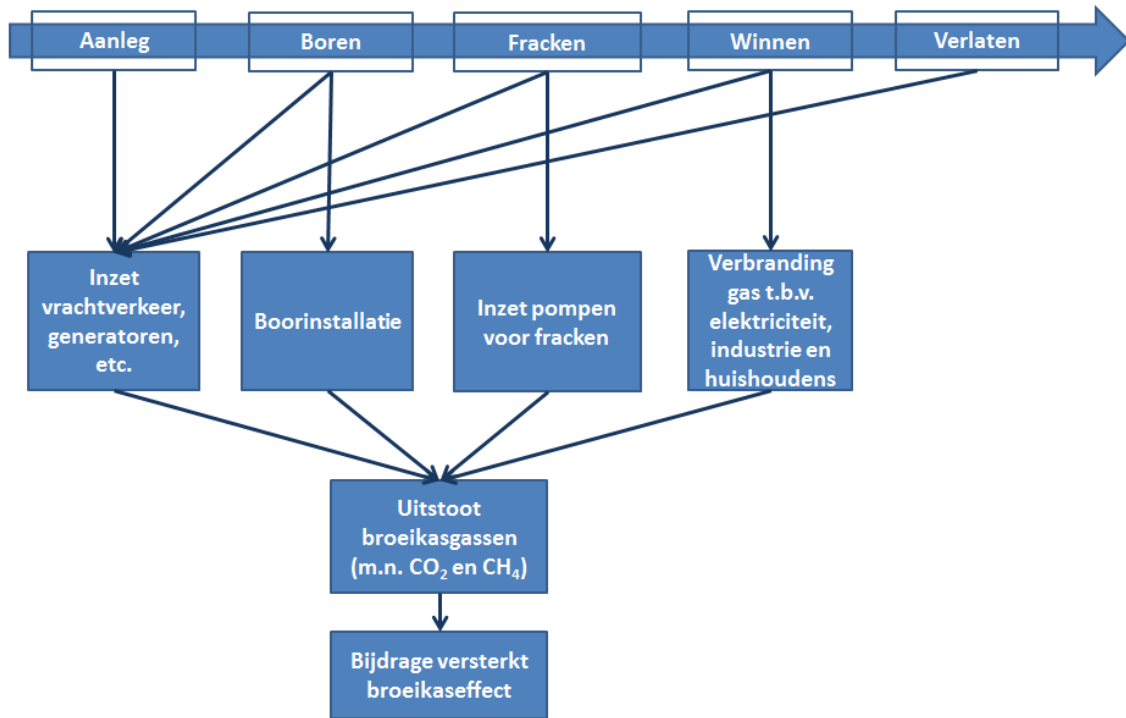 Aanleg
Boren
Fracken
Winnen
Verlaten
Inzet
vrachtverkeer,
generatoren,
etc.
Boorinstallatie
Inzet pompen
voor fracken
Verbranding
gas t.b.v.
elektriciteit,
industrie en
huishoudens
Uitstoot
broeikasgassen
(m.n. CO₂ en CH₄)
Bijdrage versterkt
broeikaseffect